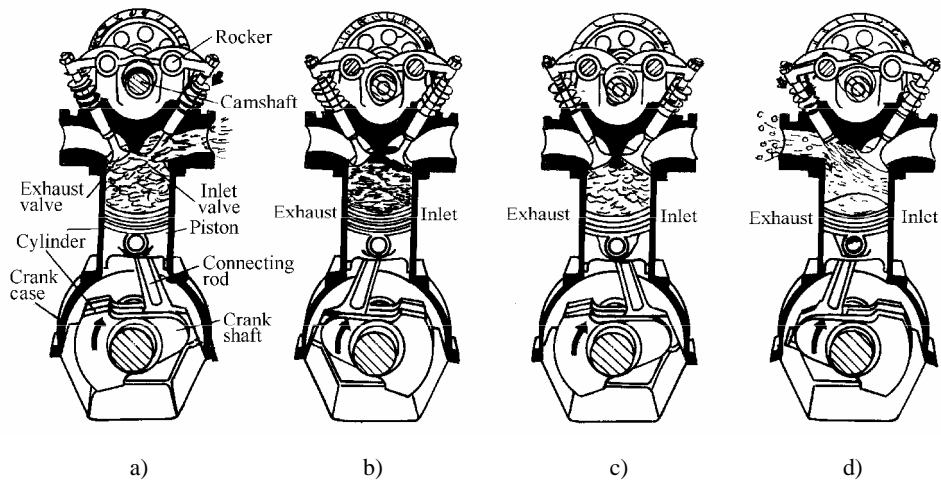 a)
Rocker
Camshaft
Exhaust
valve
Inlet
valve
Piston
Cylinder
Crank
case
Connecting
rod
Crank
shaft
b)
Exhaust
Inlet
c)
Exhaust
Inlet
d)
Exhaust
Inlet
a)
b)
c)
d)